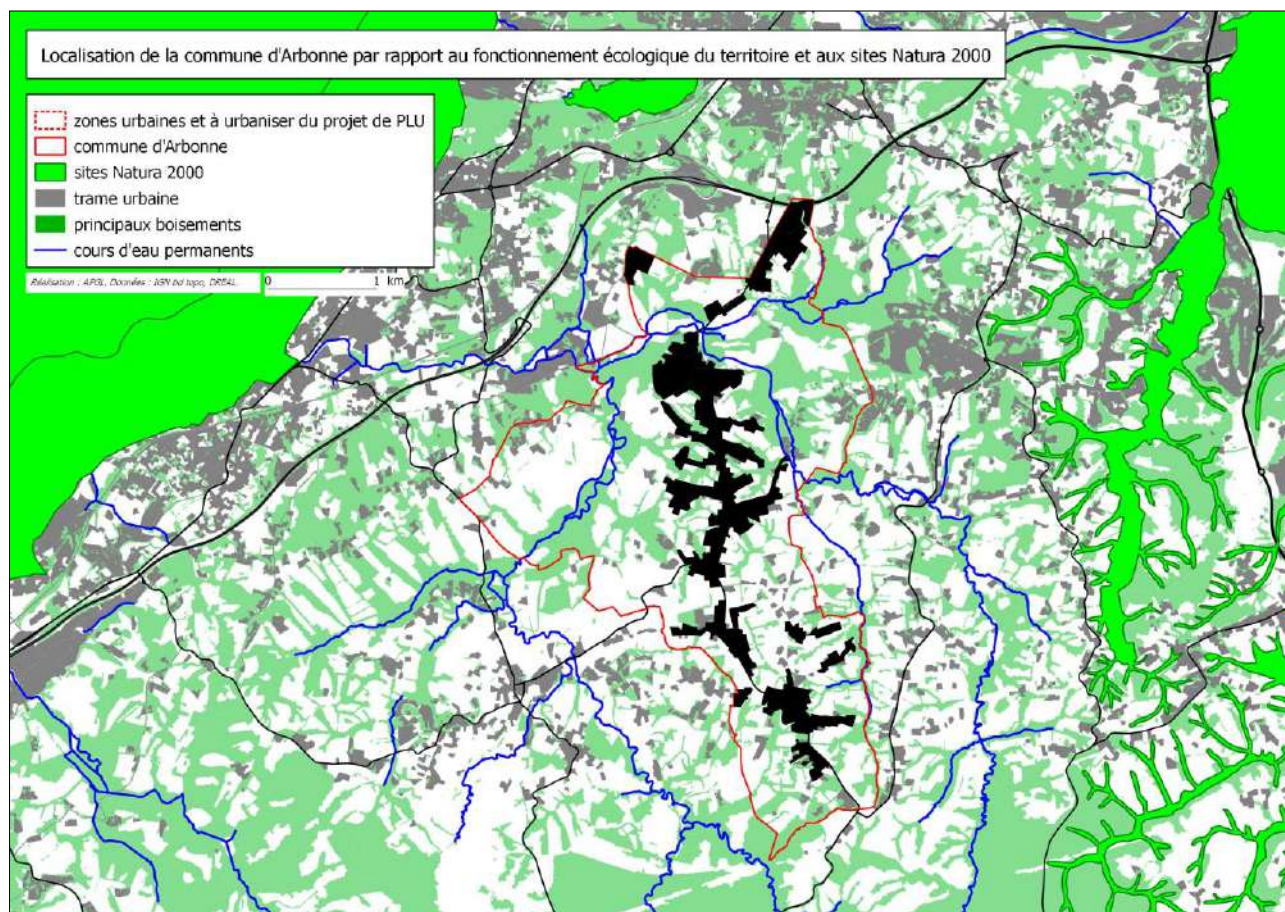 Localisation de la commune d'Arbonne par rapport au fonctionnement écologique du territoire et aux sites Natura 2000
zones urbaines et à urbaniser du projet de PLU
commune d'Arbonne
sites Natura 2000
trame urbaine
principaux boisements
cours d'eau permanents
Réalisation : APGL, Données : IGN bd topo, DREAL
0 1 km